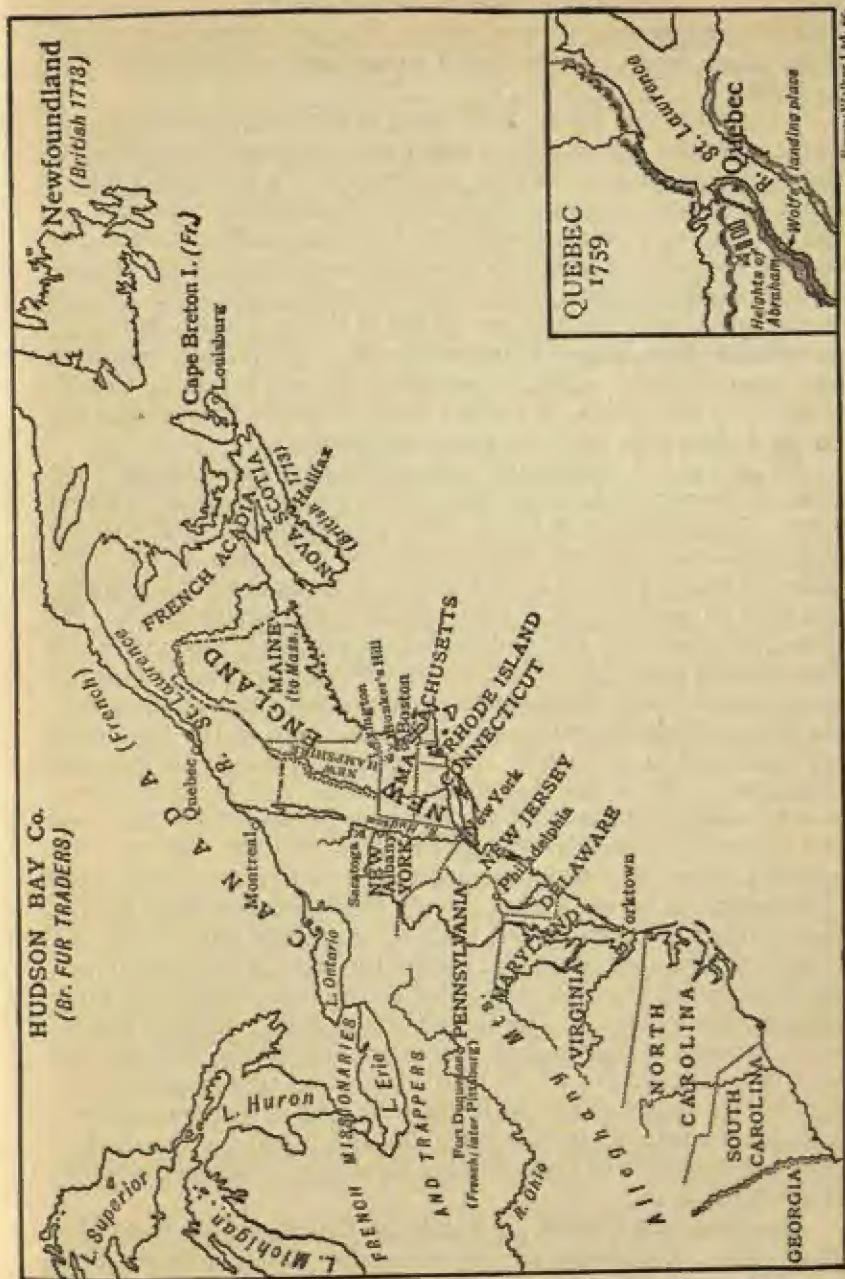 HUDSON BAY Co.
(Br. FUR TRADERS)
Newfoundland
(British 1713)
Cape Breton I. (Fr.)
Louisburg
CANADA (French)
R. St. Lawrence
Quebec
Montreal
FRENCH ACADIA
NOVA SCOTIA
(British 1713)
Halifax
NEW ENGLAND
MAINE
(to Mass.)
NEW
HAMPSHIRE
Lexington
Bunker's Hill
Boston
MASSACHUSETTS
RHODE ISLAND
CONNECTICUT
R. Hudson
Saratoga
Albany
NEW
YORK
New York
NEW JERSEY
Philadelphia
PENNSYLVANIA
DELAWARE
MARYLAND
Yorktown
VIRGINIA
NORTH
CAROLINA
SOUTH
CAROLINA
GEORGIA
Alleghany Mts.
L. Superior
L. Michigan
L. Huron
L. Erie
L. Ontario
FRENCH MISSIONARIES
AND TRAPPERS
Fort Duquesne
(French: later Pittsburg)
R. Ohio
QUEBEC
1759
R. St. Lawrence
Quebec
Heights of
Abraham
Wolfe's landing place